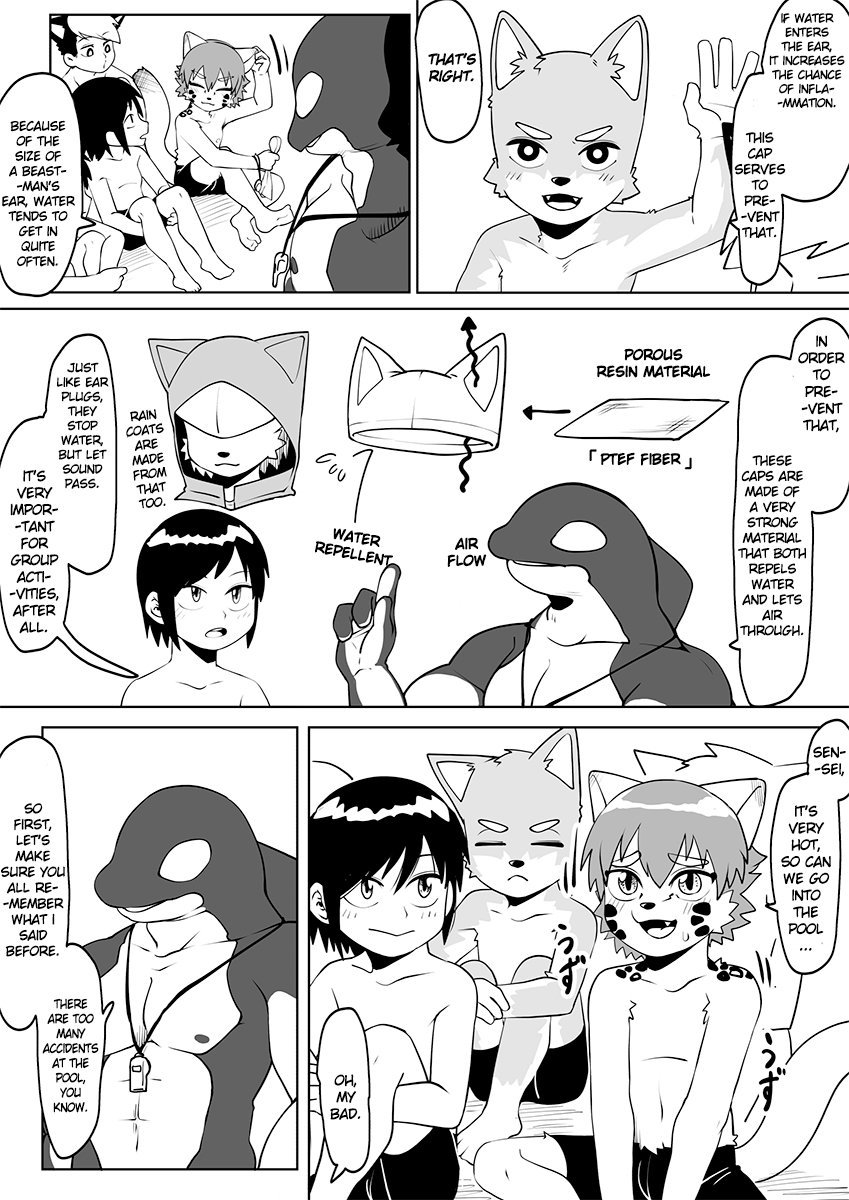 IF WATER
ENTERS
THE EAR,
IT INCREASES
THE CHANCE
OF INFLA-
-MMATION.
THIS
CAP
SERVES
TO
PRE-
-VENT
THAT.
THAT'S
RIGHT.
BECAUSE
OF THE
SIZE OF
A BEAST-
-MAN'S
EAR, WATER
TENDS TO
GET IN
QUITE
OFTEN.
IN
ORDER
TO
PRE-
-VENT
THAT,
THESE
CAPS ARE
MADE OF
A VERY
STRONG
MATERIAL
THAT BOTH
REPELS
WATER
AND LETS
AIR
THROUGH.
POROUS
RESIN MATERIAL
「 PTEF FIBER 」
AIR
FLOW
WATER
REPELLENT
RAIN
COATS
ARE
MADE
FROM
THAT
TOO.
JUST
LIKE EAR
PLUGS,
THEY
STOP
WATER,
BUT LET
SOUND
PASS.
IT'S
VERY
IMPOR-
-TANT
FOR
GROUP
ACTI-
-VITIES,
AFTER
ALL.
SEN-
-SEI,
IT'S
VERY
HOT,
SO CAN
WE GO
INTO
THE
POOL
...
うず
うず
OH,
MY
BAD.
SO
FIRST,
LET'S
MAKE
SURE YOU
ALL RE-
-MEMBER
WHAT I
SAID
BEFORE.
THERE
ARE TOO
MANY
ACCIDENTS
AT THE
POOL,
YOU
KNOW.